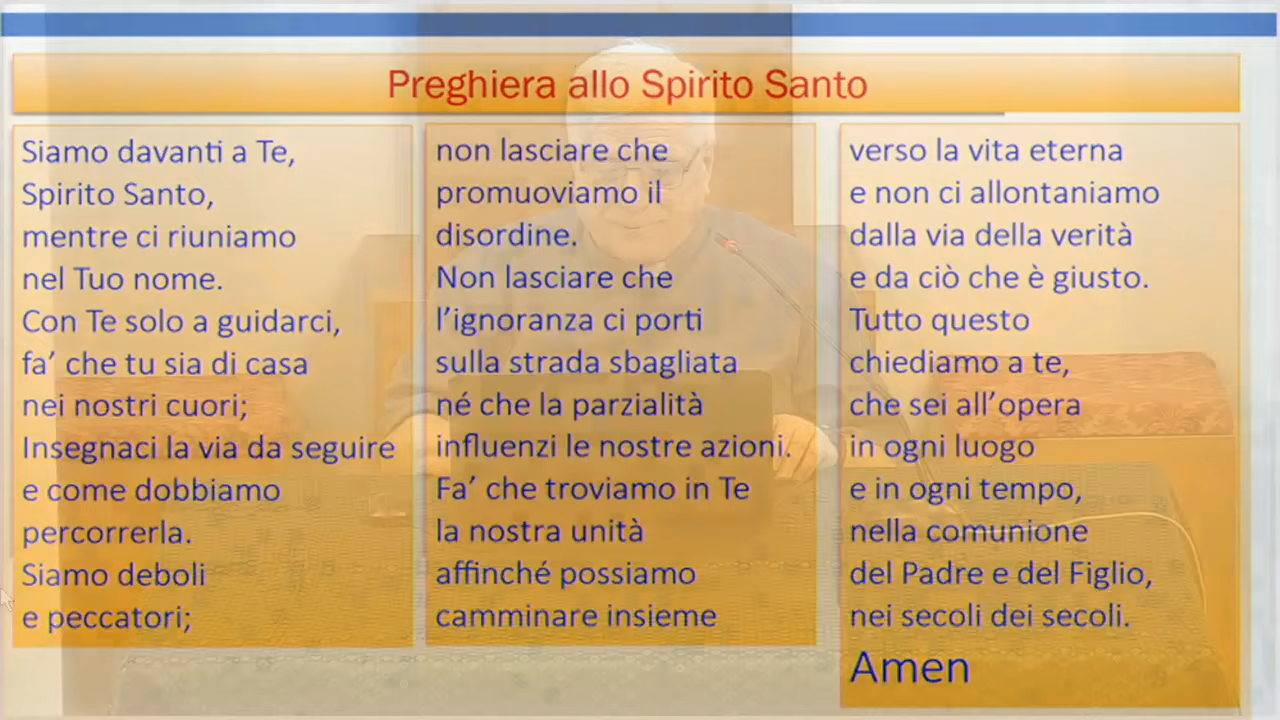 Preghiera allo Spirito Santo
Siamo davanti a Te,
Spirito Santo,
mentre ci riuniamo
nel Tuo nome.
Con Te solo a guidarci,
fa’ che tu sia di casa
nei nostri cuori;
Insegnaci la via da seguire
e come dobbiamo
percorrerla.
Siamo deboli
e peccatori;
non lasciare che
promuoviamo il
disordine.
Non lasciare che
l’ignoranza ci porti
sulla strada sbagliata
né che la parzialità
influenzi le nostre azioni.
Fa’ che troviamo in Te
la nostra unità
affinché possiamo
camminare insieme
verso la vita eterna
e non ci allontaniamo
dalla via della verità
e da ciò che è giusto.
Tutto questo
chiediamo a te,
che sei all’opera
in ogni luogo
e in ogni tempo,
nella comunione
del Padre e del Figlio,
nei secoli dei secoli.
Amen